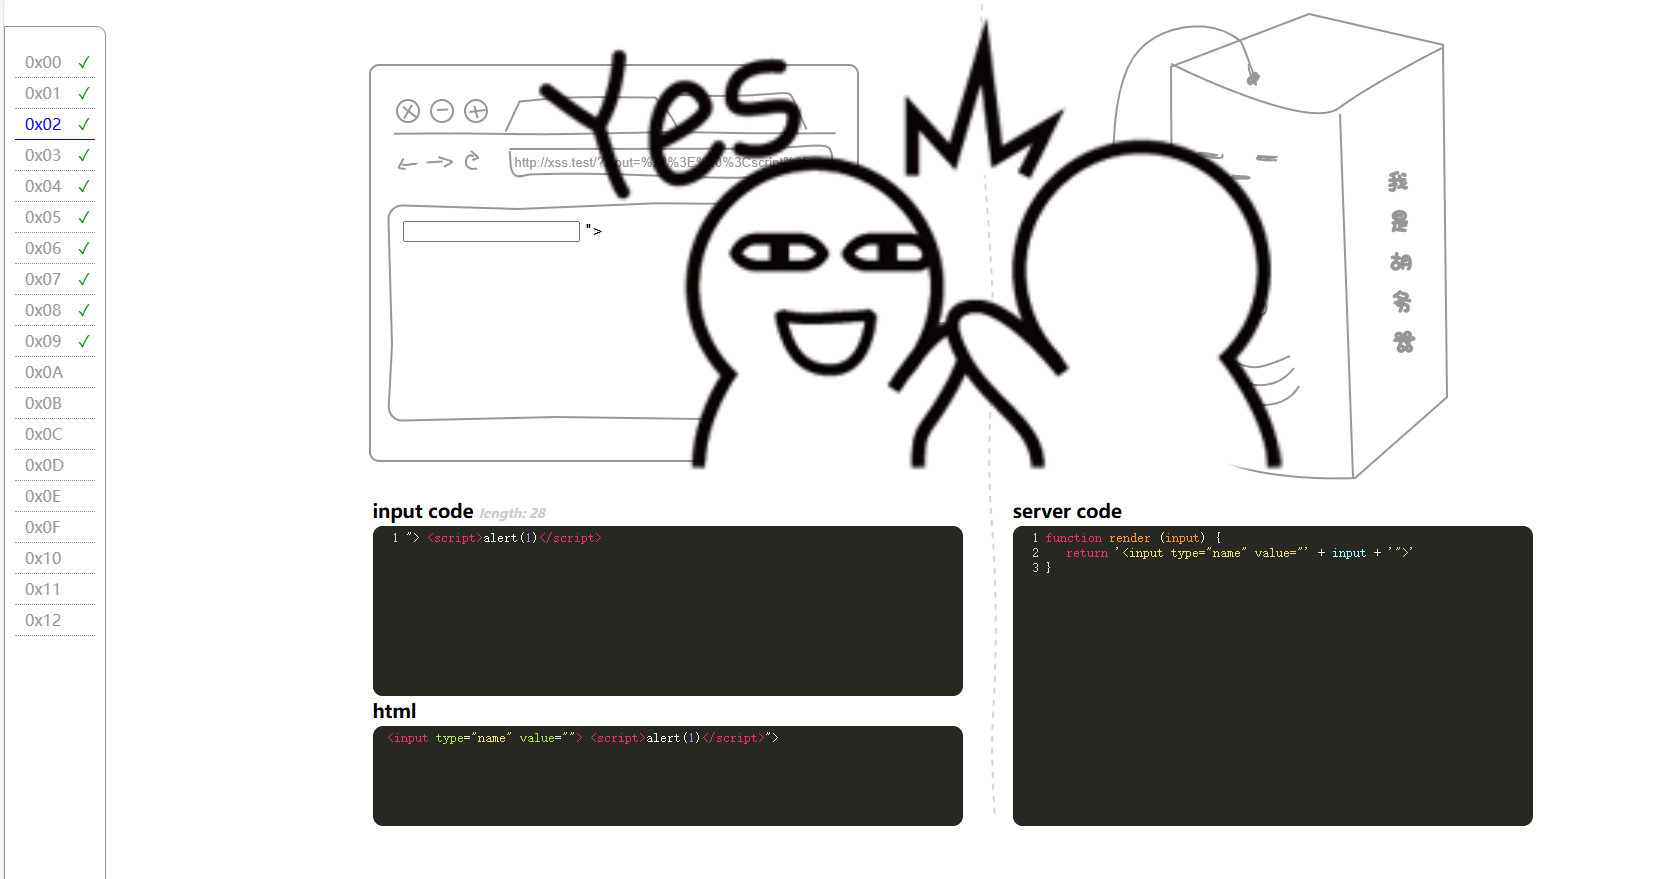 0x00 ✓
0x01 ✓
0x02 ✓
0x03 ✓
0x04 ✓
0x05 ✓
0x06 ✓
0x07 ✓
0x08 ✓
0x09 ✓
0x0A
0x0B
0x0C
0x0D
0x0E
0x0F
0x10
0x11
0x12
Yes
">
我
是
胡
务
器
input code length: 28
1 "> <script>alert(1)</script>
html
<input type="name" value=""> <script>alert(1)</script>">
server code
1 function render (input) {
2 return '<input type="name" value="' + input + '">'
3 }